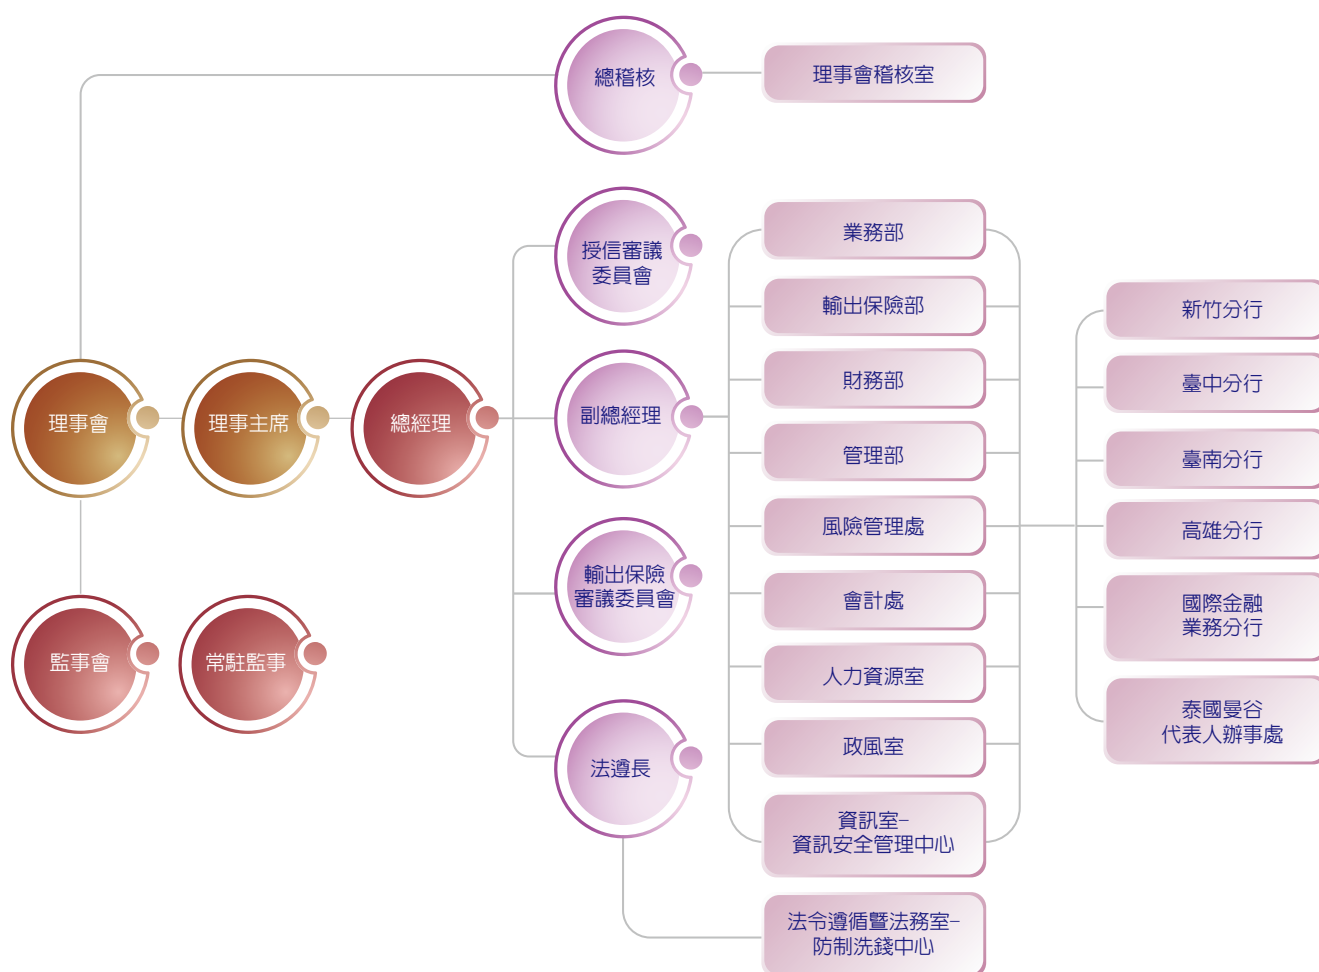 總稽核
理事會稽核室
授信審議
委員會
業務部
輸出保險部
財務部
管理部
風險管理處
會計處
人力資源室
政風室
資訊室–
資訊安全管理中心
法令遵循暨法務室–
防制洗錢中心
理事會
理事主席
總經理
副總經理
輸出保險
審議委員會
法遵長
監事會
常駐監事
新竹分行
臺中分行
臺南分行
高雄分行
國際金融
業務分行
泰國曼谷
代表人辦事處